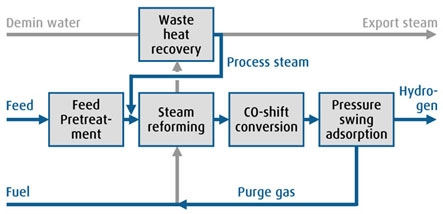 Demin water
Waste
heat
recovery
Export steam
Process steam
Feed
Feed
Pretreat-
ment
Steam
reforming
CO-shift
conversion
Pressure
swing
adsorption
Hydro-
gen
Fuel
Purge gas